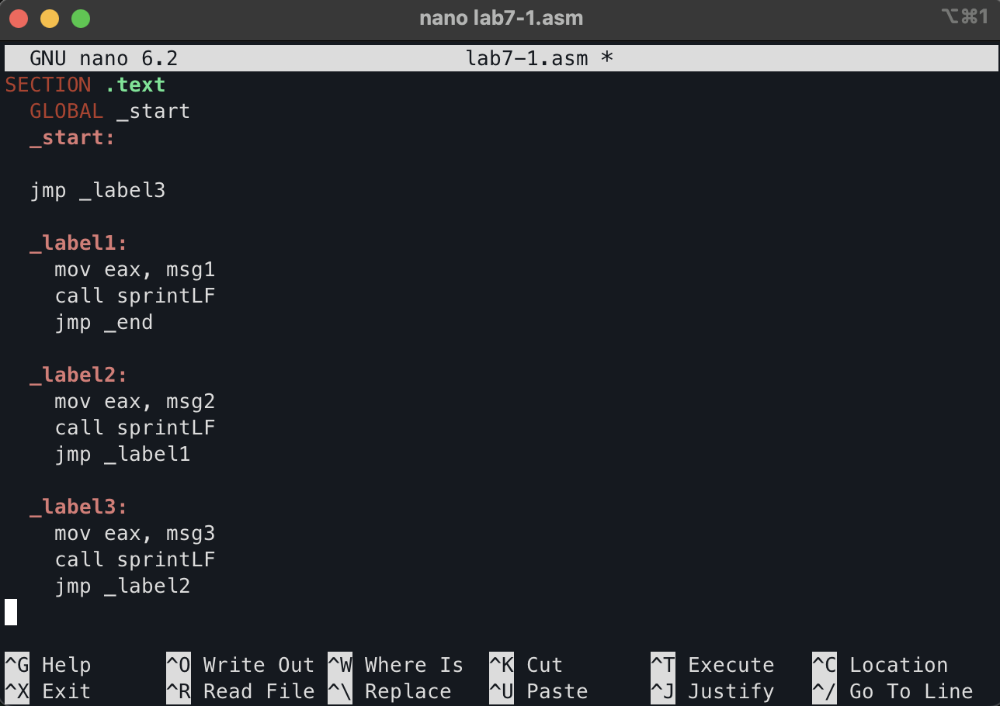 nano lab7-1.asm ⌥⌘1
GNU nano 6.2 lab7-1.asm *
SECTION .text
GLOBAL _start
_start:
jmp _label3
_label1:
mov eax, msg1
call sprintLF
jmp _end
_label2:
mov eax, msg2
call sprintLF
jmp _label1
_label3:
mov eax, msg3
call sprintLF
jmp _label2
^G Help ^O Write Out ^W Where Is ^K Cut ^T Execute ^C Location
^X Exit ^R Read File ^\ Replace ^U Paste ^J Justify ^/ Go To Line